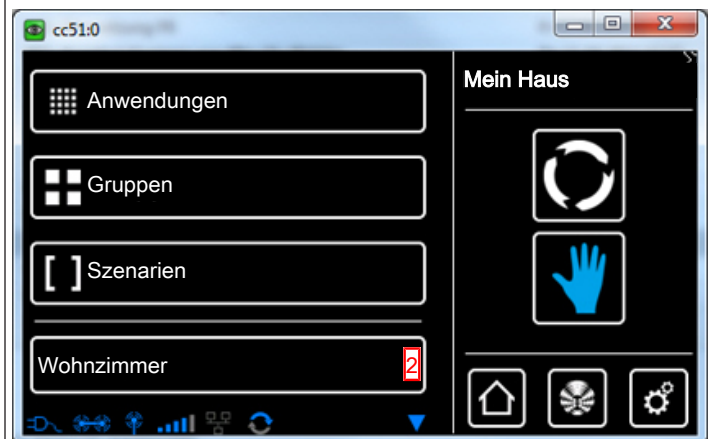 cc51:0
Mein Haus
Anwendungen
Gruppen
Szenarien
Wohnzimmer 2